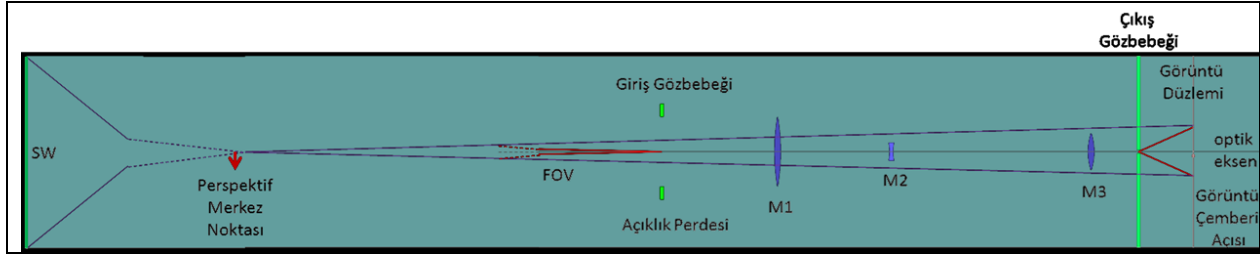 Çıkış
Gözbebeği
Görüntü
Düzlemi
Giriş Gözbebeği
SW
optik
eksen
FOV
M1
M2
M3
Perspektif
Merkez
Noktası
Açıklık Perdesi
Görüntü
Çemberi
Açısı